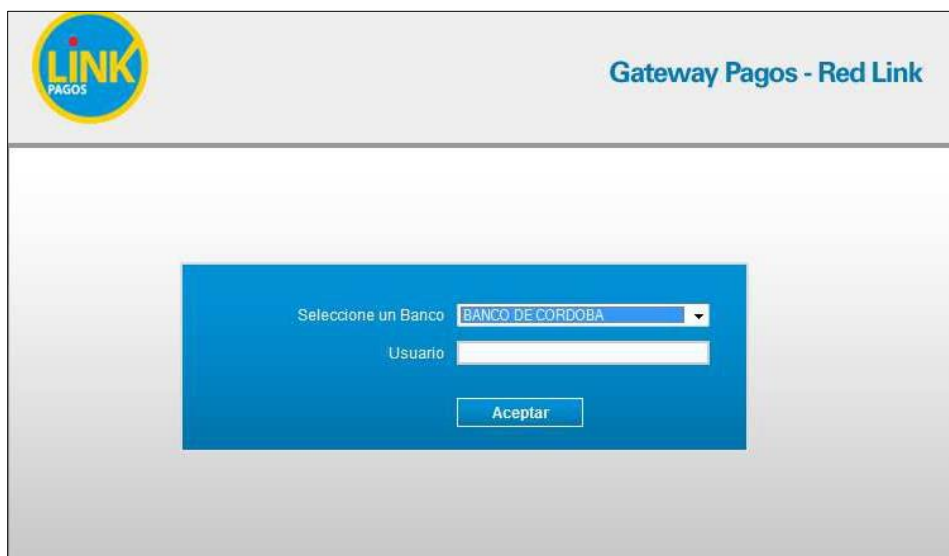 LINK
PAGOS
Gateway Pagos - Red Link
Seleccione un Banco BANCO DE CORDOBA
Usuario
Aceptar